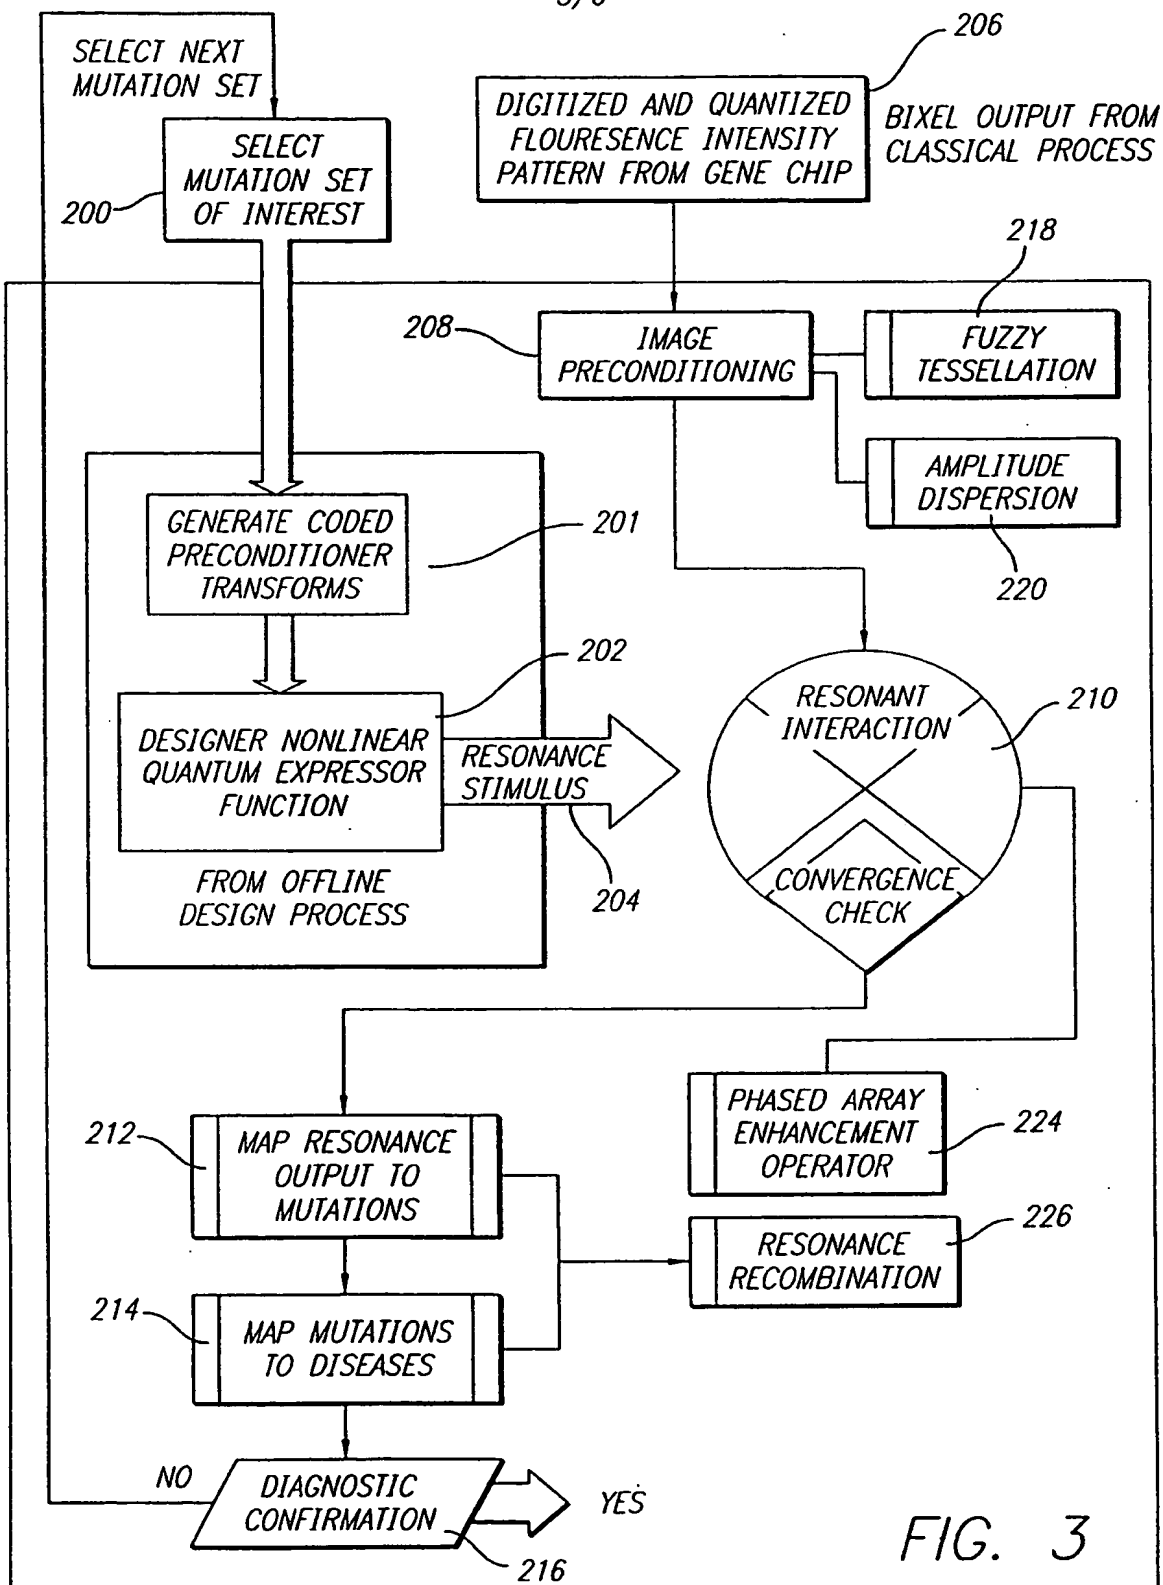 SELECT NEXT
MUTATION SET
206
DIGITIZED AND QUANTIZED
FLOURESENCE INTENSITY
PATTERN FROM GENE CHIP
BIXEL OUTPUT FROM
CLASSICAL PROCESS
SELECT
MUTATION SET
OF INTEREST
200
218
208
IMAGE
PRECONDITIONING
FUZZY
TESSELLATION
AMPLITUDE
DISPERSION
220
GENERATE CODED
PRECONDITIONER
TRANSFORMS
201
202
DESIGNER NONLINEAR
QUANTUM EXPRESSOR
FUNCTION
RESONANCE
STIMULUS
204
FROM OFFLINE
DESIGN PROCESS
RESONANT
INTERACTION
210
CONVERGENCE
CHECK
212
MAP RESONANCE
OUTPUT TO
MUTATIONS
PHASED ARRAY
ENHANCEMENT
OPERATOR
224
RESONANCE
RECOMBINATION
226
214
MAP MUTATIONS
TO DISEASES
NO
DIAGNOSTIC
CONFIRMATION
YES
216
FIG. 3